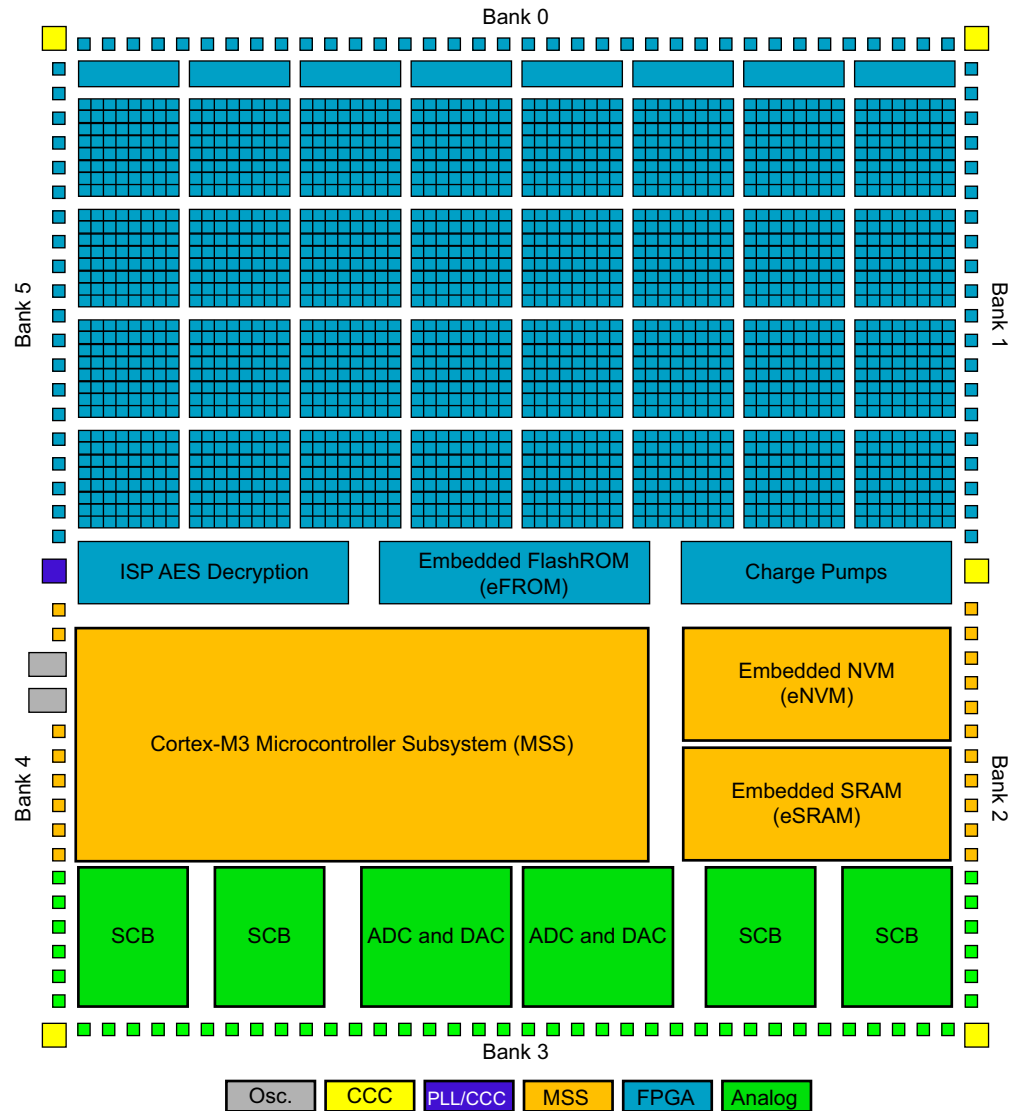 Bank 0
Bank 5
Bank 1
ISP AES Decryption
Embedded FlashROM
(eFROM)
Charge Pumps
Cortex-M3 Microcontroller Subsystem (MSS)
Embedded NVM
(eNVM)
Embedded SRAM
(eSRAM)
Bank 4
Bank 2
SCB
SCB
ADC and DAC
ADC and DAC
SCB
SCB
Bank 3
Osc.
CCC
PLL/CCC
MSS
FPGA
Analog